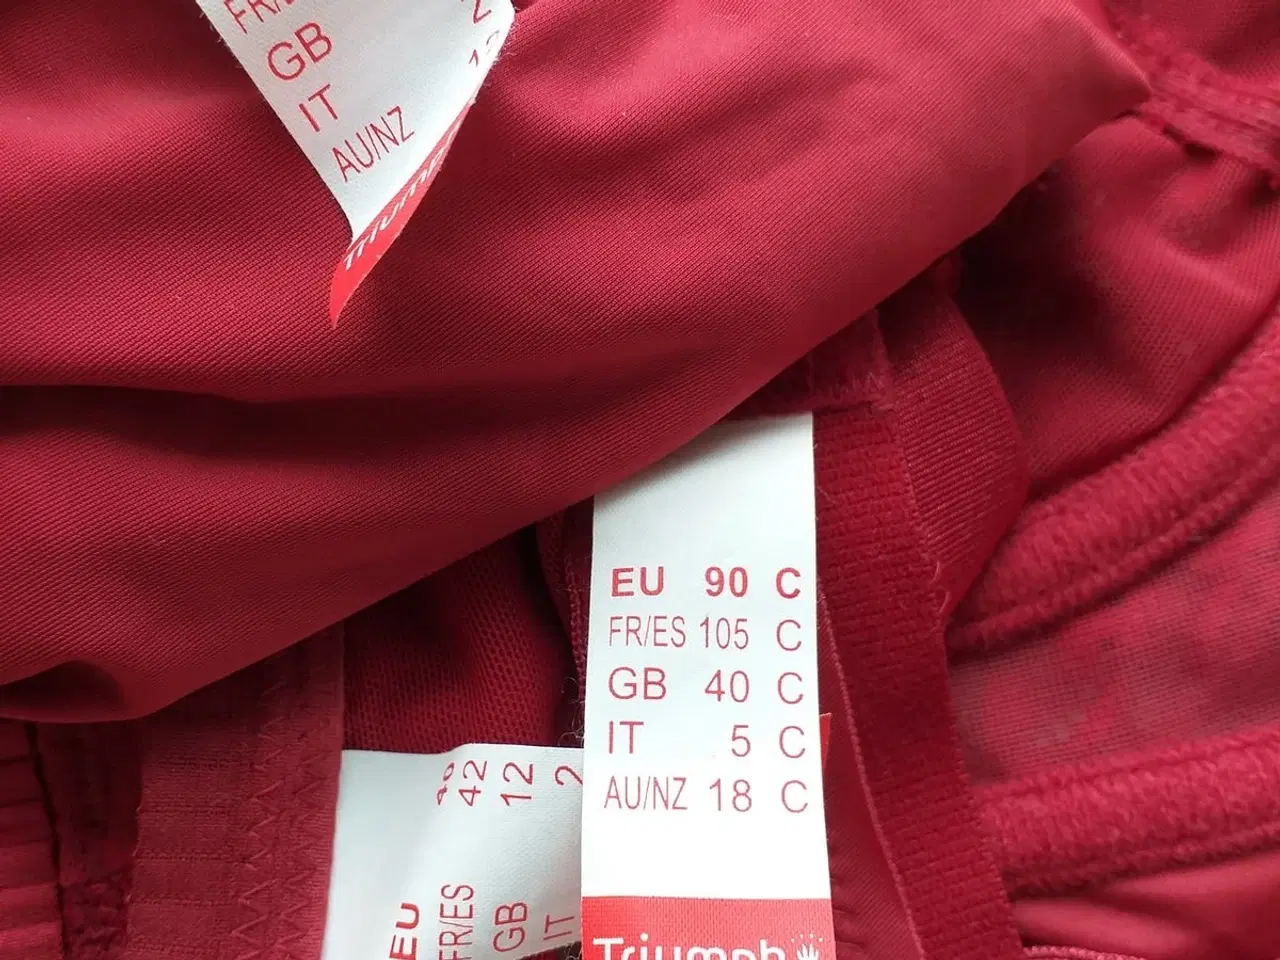 GB
IT
AU/NZ
Triumph
EU 90 C
FR/ES 105 C
GB 40 C
IT 5 C
AU/NZ 18 C
Triumph
EU
FR/ES 42
GB 12
IT 2